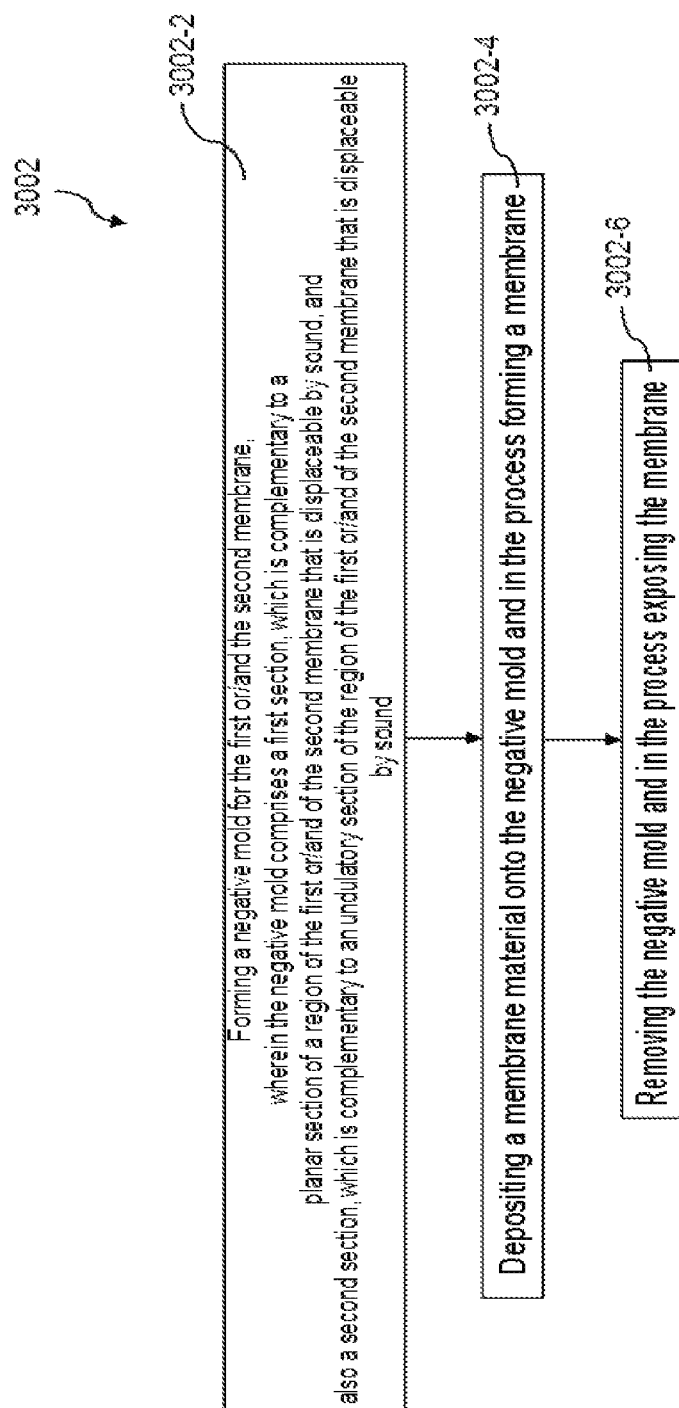 3002
3002-2
Forming a negative mold for the first or/and the second membrane,
wherein the negative mold comprises a first section, which is complementary to a
planar section of a region of the first or/and of the second membrane that is displaceable by sound, and
also a second section, which is complementary to an undulatory section of the region of the first or/and of the second membrane that is displaceable
by sound
3002-4
Depositing a membrane material onto the negative mold and in the process forming a membrane
3002-6
Removing the negative mold and in the process exposing the membrane